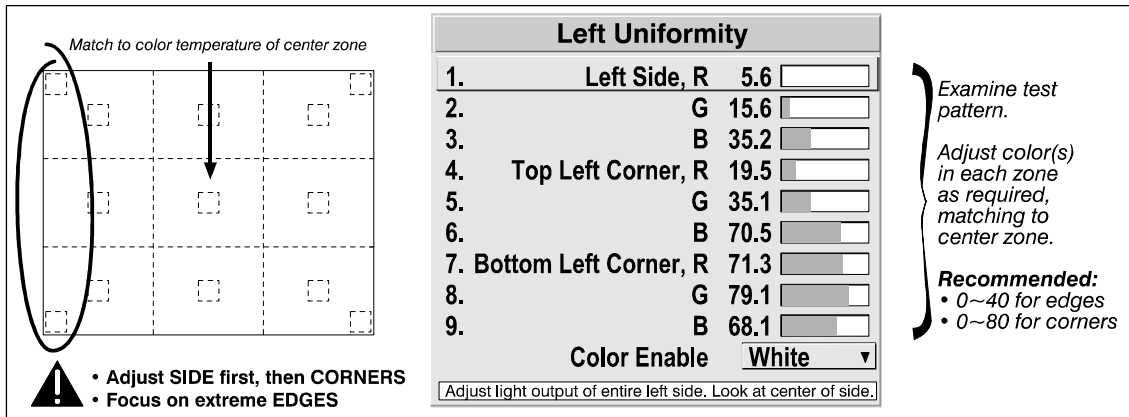 Match to color temperature of center zone
• Adjust SIDE first, then CORNERS
• Focus on extreme EDGES
Left Uniformity
1. Left Side, R 5.6
2. G 15.6
3. B 35.2
4. Top Left Corner, R 19.5
5. G 35.1
6. B 70.5
7. Bottom Left Corner, R 71.3
8. G 79.1
9. B 68.1
Color Enable White
Adjust light output of entire left side. Look at center of side.
Examine test
pattern.
Adjust color(s)
in each zone
as required,
matching to
center zone.
Recommended:
• 0~40 for edges
• 0~80 for corners